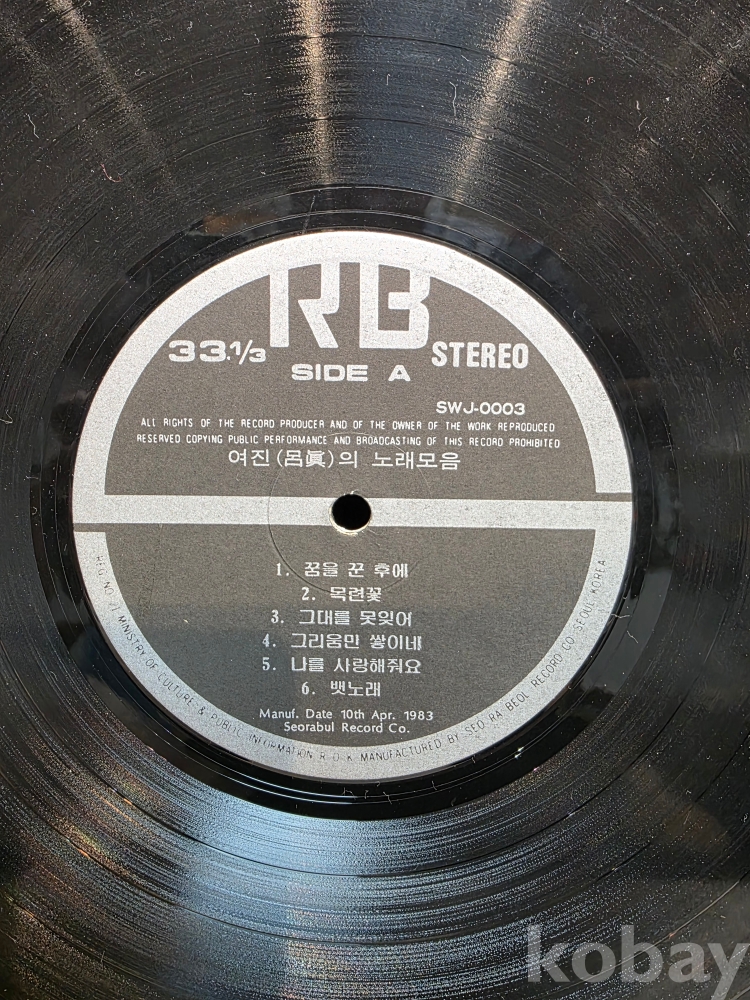 RB
33.1/3
SIDE A
STEREO
SWJ-0003
ALL RIGHTS OF THE RECORD PRODUCER AND OF THE OWNER OF THE WORK REPRODUCED
RESERVED COPYING PUBLIC PERFORMANCE AND BROADCASTING OF THIS RECORD PROHIBITED
여진(呂眞)의 노래모음
1. 꿈을 꾼 후에
2. 목련꽃
3. 그대를 못잊어
4. 그리움만 쌓이네
5. 나를 사랑해줘요
6. 뱃노래
Manuf. Date 10th Apr. 1983
Seorabul Record Co.
REG. NO. 21 MINISTRY OF CULTURE & PUBLIC INFORMATION R.O.K. MANUFACTURED BY SEO RA BEOL RECORD CO. SEOUL KOREA
kobay